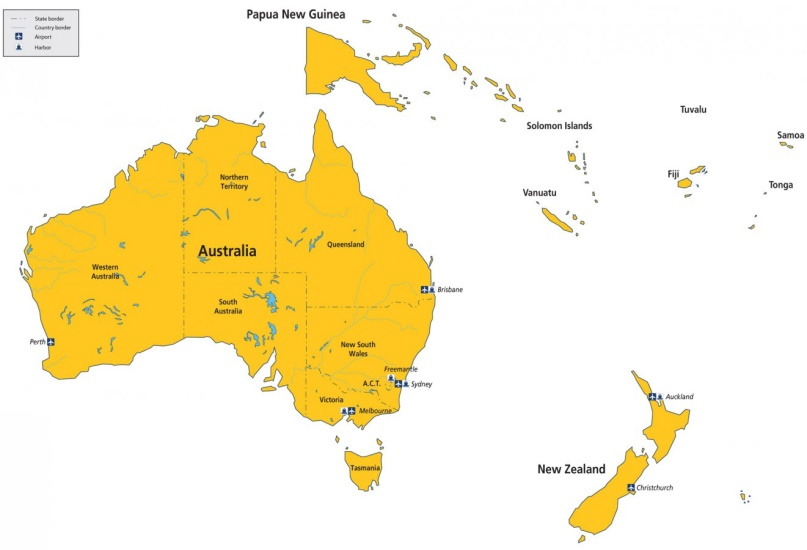 State border
Country border
Airport
Harbor
Papua New Guinea
Solomon Islands
Tuvalu
Samoa
Fiji
Tonga
Vanuatu
Northern
Territory
Australia
Queensland
Western
Australia
South
Australia
Brisbane
Perth
New South
Wales
Freemantle
A.C.T.
Sydney
Victoria
Melbourne
Tasmania
Auckland
New Zealand
Christchurch